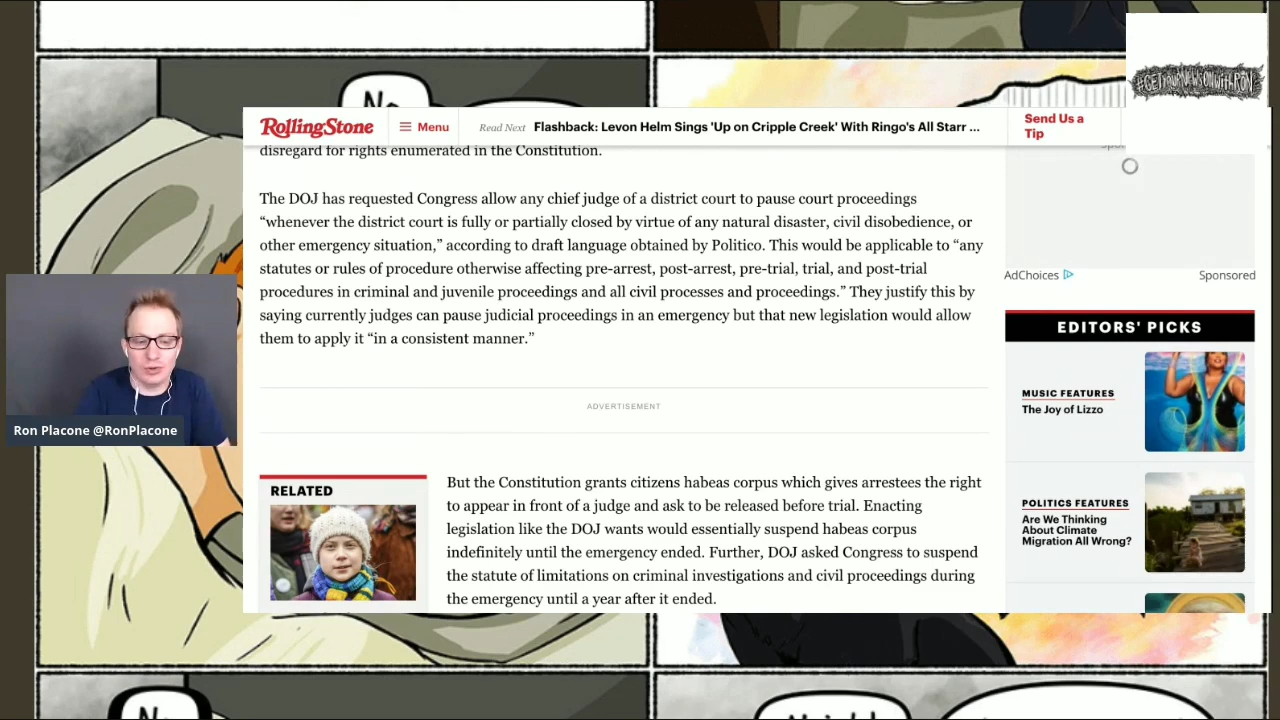 No
#GETYOURNEWSONWITHRON
RollingStone
Menu
Read Next Flashback: Levon Helm Sings 'Up on Cripple Creek' With Ringo's All Starr ...
Send Us a
Tip
disregard for rights enumerated in the Constitution.
The DOJ has requested Congress allow any chief judge of a district court to pause court proceedings
“whenever the district court is fully or partially closed by virtue of any natural disaster, civil disobedience, or
other emergency situation,” according to draft language obtained by Politico. This would be applicable to “any
statutes or rules of procedure otherwise affecting pre-arrest, post-arrest, pre-trial, trial, and post-trial
procedures in criminal and juvenile proceedings and all civil processes and proceedings.” They justify this by
saying currently judges can pause judicial proceedings in an emergency but that new legislation would allow
them to apply it “in a consistent manner.”
ADVERTISEMENT
RELATED
But the Constitution grants citizens habeas corpus which gives arrestees the right
to appear in front of a judge and ask to be released before trial. Enacting
legislation like the DOJ wants would essentially suspend habeas corpus
indefinitely until the emergency ended. Further, DOJ asked Congress to suspend
the statute of limitations on criminal investigations and civil proceedings during
the emergency until a year after it ended.
AdChoices
Sponsored
EDITORS' PICKS
MUSIC FEATURES
The Joy of Lizzo
POLITICS FEATURES
Are We Thinking
About Climate
Migration All Wrong?
Ron Placone @RonPlacone